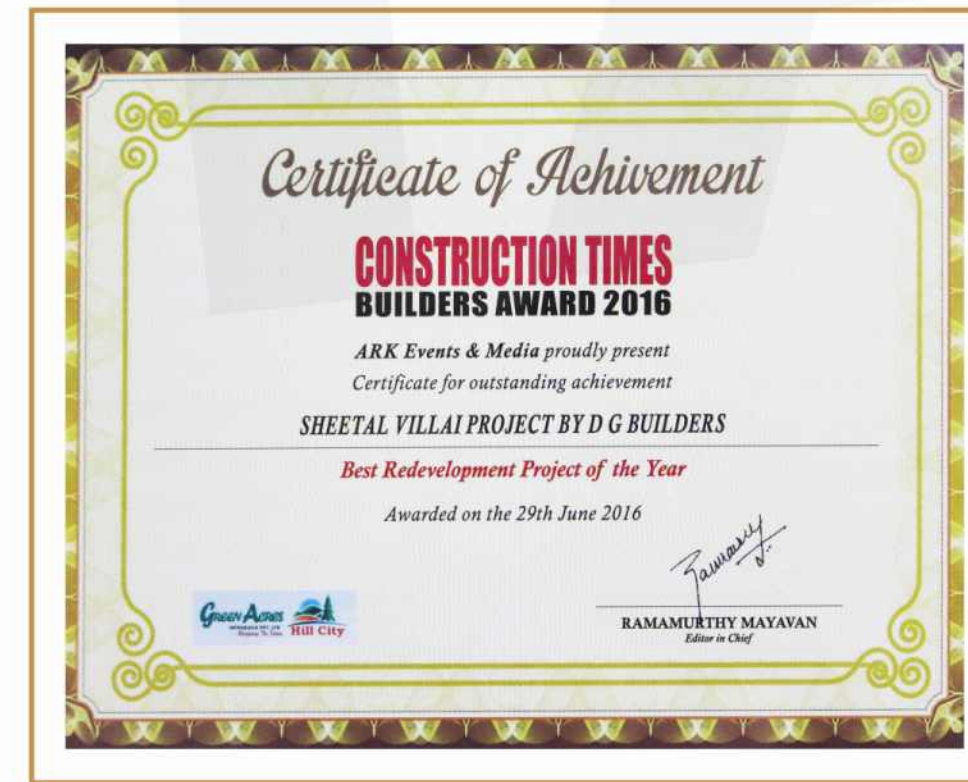 Certificate of Achivement
CONSTRUCTION TIMES
BUILDERS AWARD 2016
ARK Events & Media proudly present
Certificate for outstanding achievement
SHEETAL VILLAI PROJECT BY D G BUILDERS
Best Redevelopment Project of the Year
Awarded on the 29th June 2016
GREEN ACRES
Hill City
RAMAMURTHY MAYAVAN
Editor in Chief